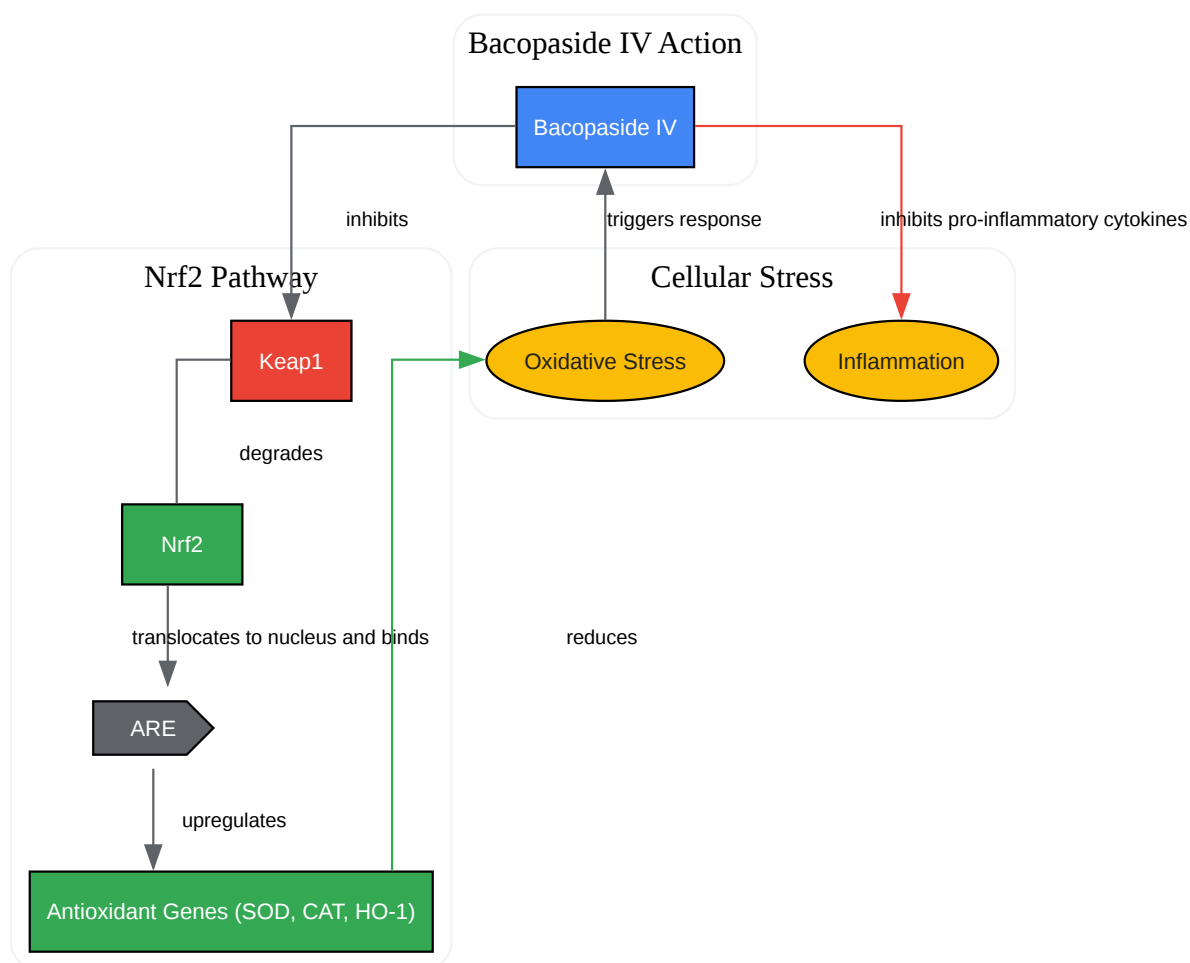 Bacopaside IV Action
Bacopaside IV
inhibits
triggers response
inhibits pro-inflammatory cytokines
Nrf2 Pathway
Cellular Stress
Keap1
Oxidative Stress
Inflammation
degrades
Nrf2
translocates to nucleus and binds
reduces
ARE
upregulates
Antioxidant Genes (SOD, CAT, HO-1)